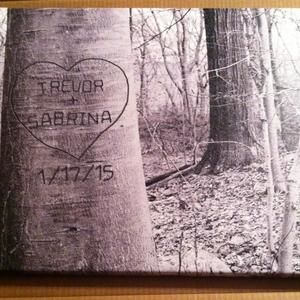 TREVOR
+
SABRINA
1/17/15